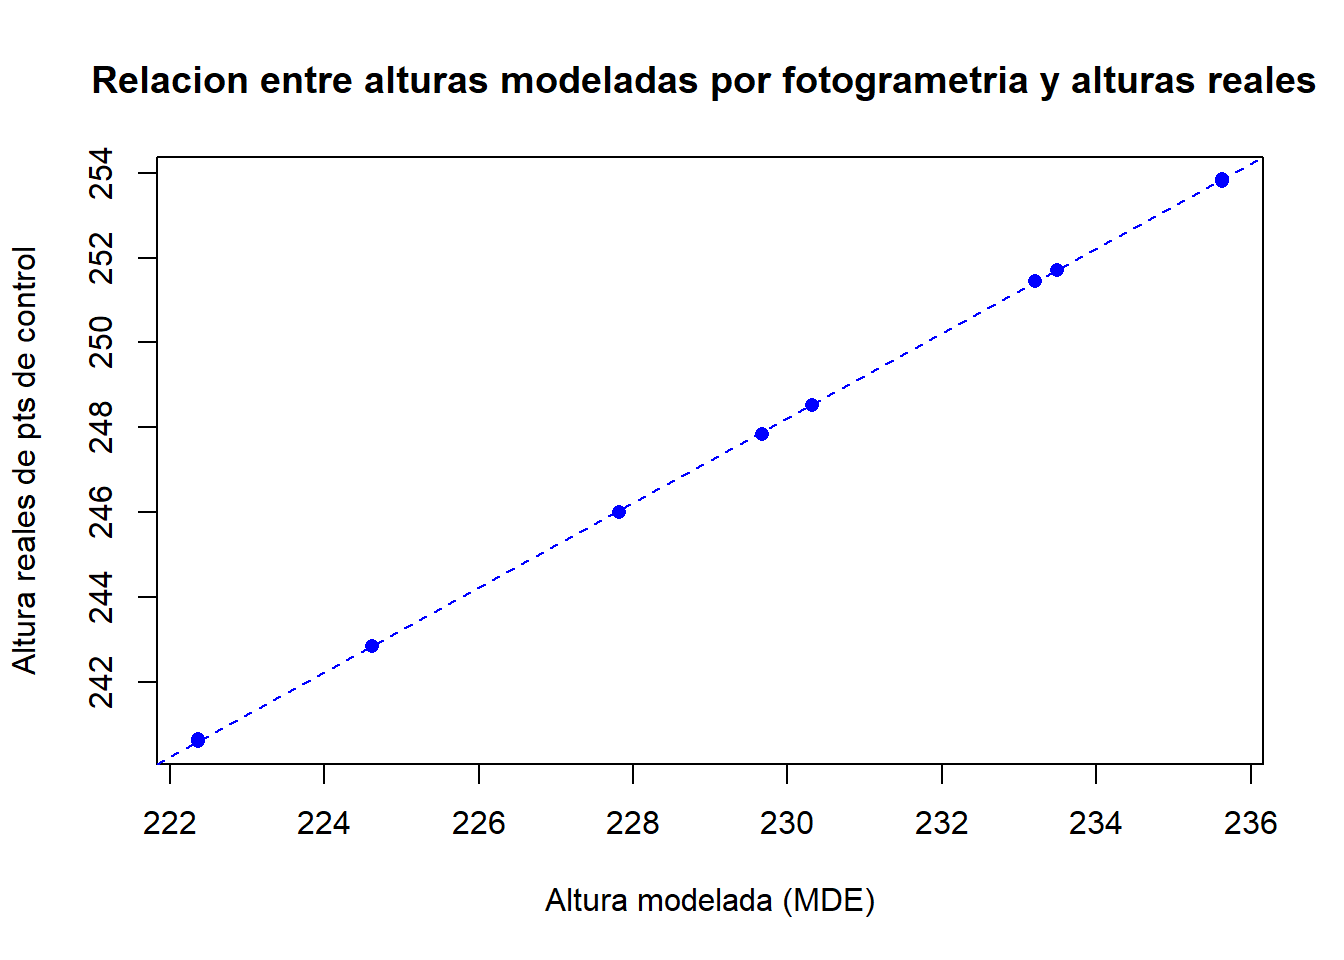 Relacion entre alturas modeladas por fotogrametria y alturas reales
Altura reales de pts de control
254
252
250
248
246
244
242
222 224 226 228 230 232 234 236
Altura modelada (MDE)